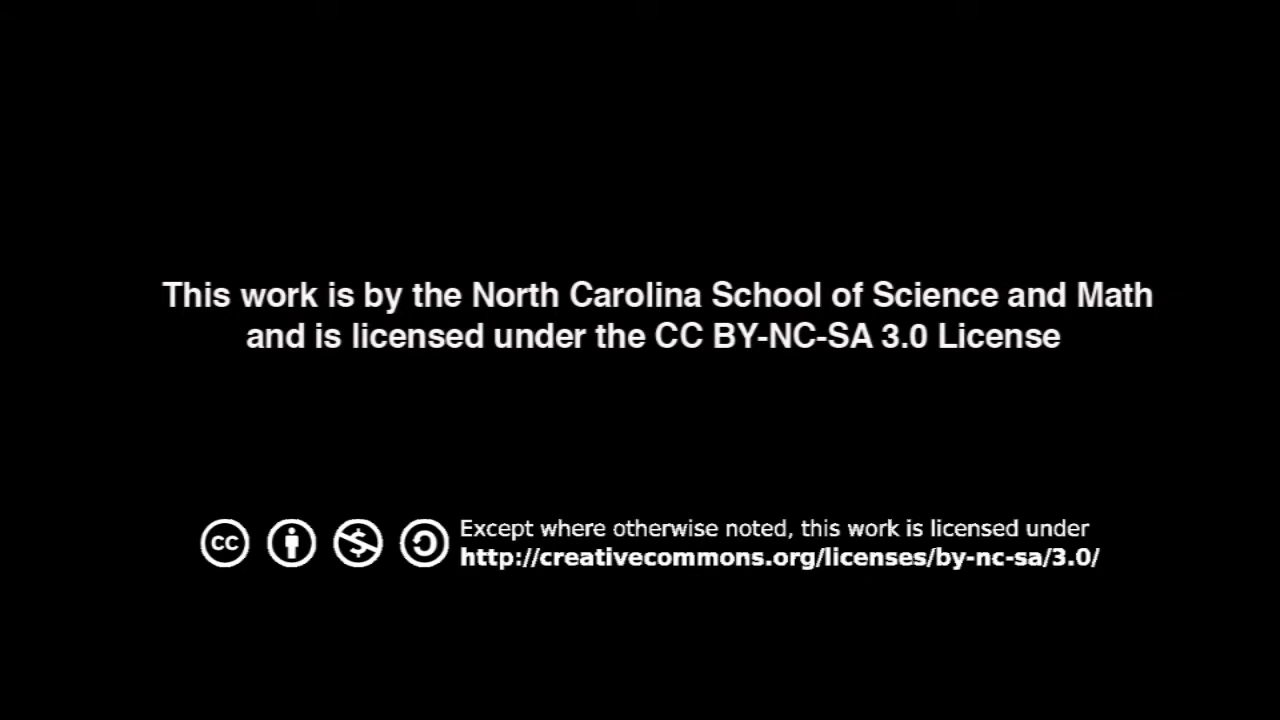 This work is by the North Carolina School of Science and Math
and is licensed under the CC BY-NC-SA 3.0 License
cc
Except where otherwise noted, this work is licensed under
http://creativecommons.org/licenses/by-nc-sa/3.0/